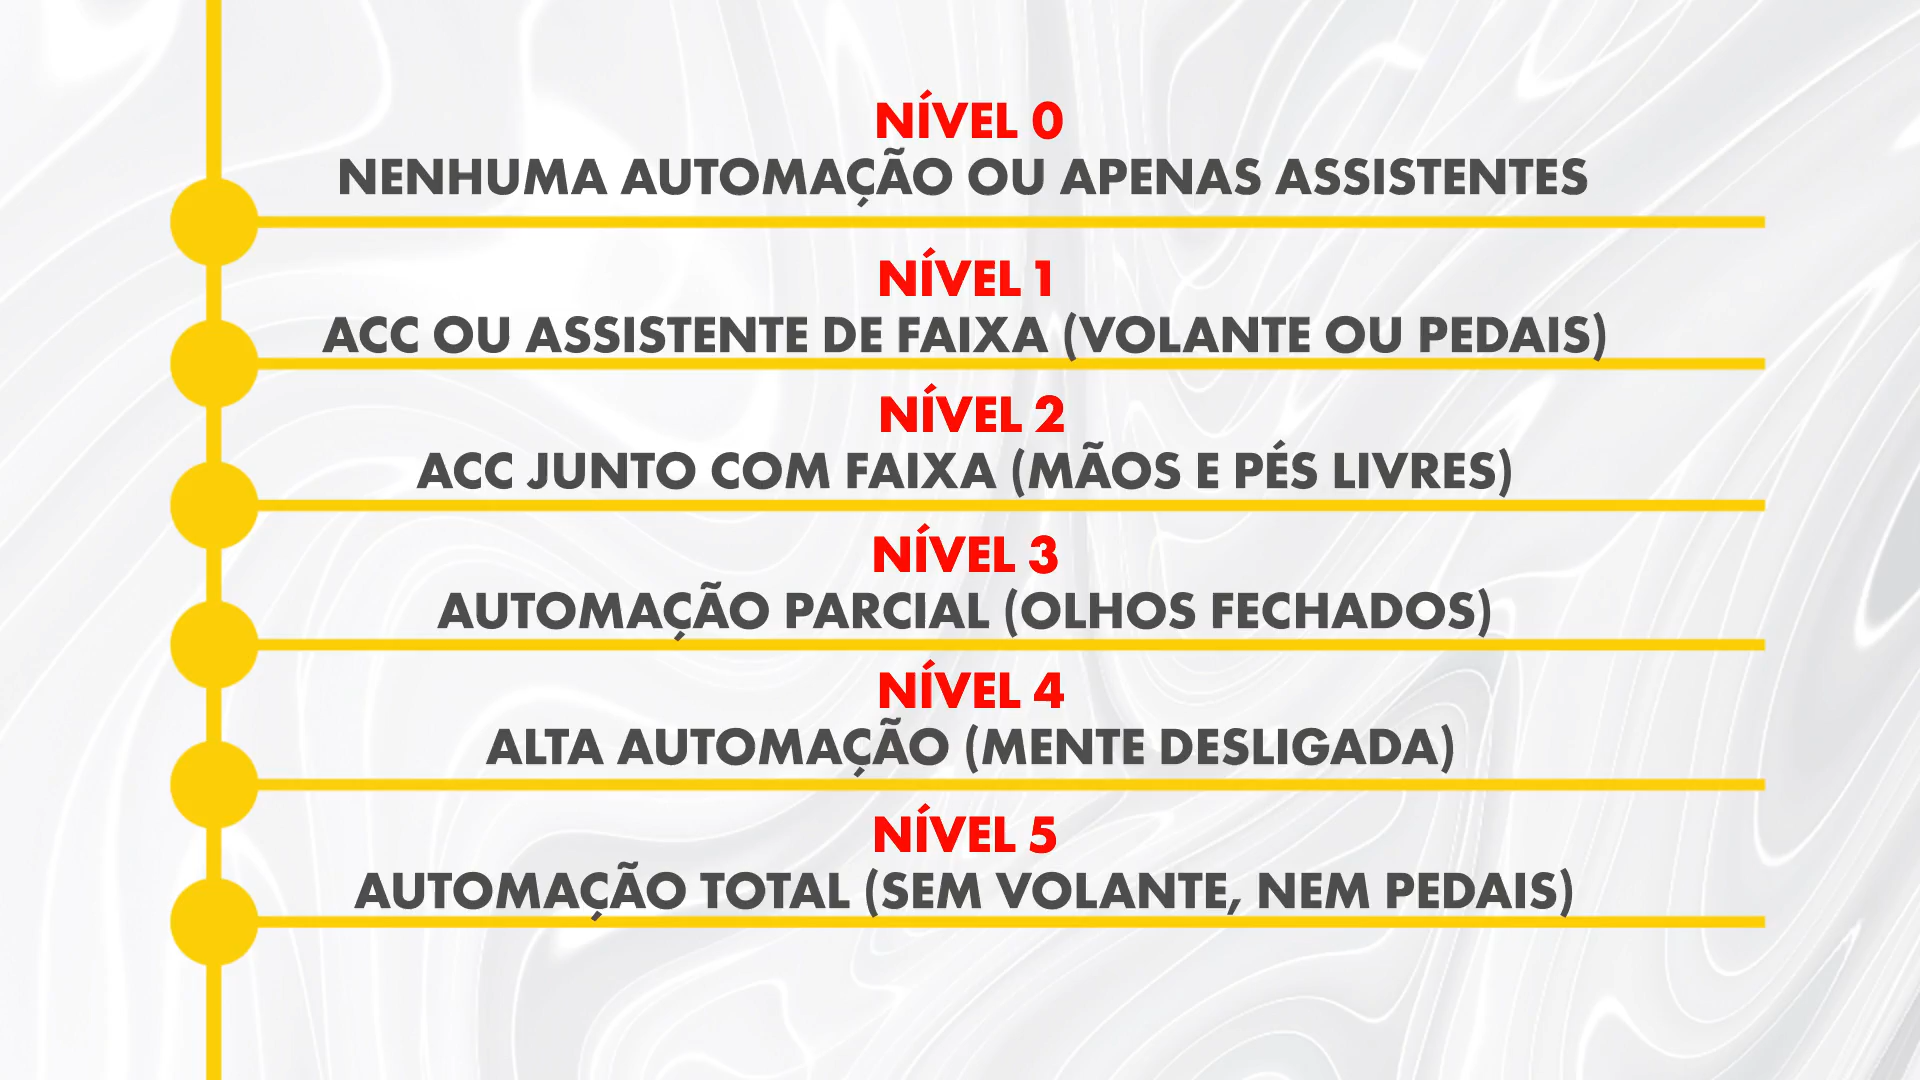 NÍVEL 0
NENHUMA AUTOMAÇÃO OU APENAS ASSISTENTES
NÍVEL 1
ACC OU ASSISTENTE DE FAIXA (VOLANTE OU PEDAIS)
NÍVEL 2
ACC JUNTO COM FAIXA (MÃOS E PÉS LIVRES)
NÍVEL 3
AUTOMAÇÃO PARCIAL (OLHOS FECHADOS)
NÍVEL 4
ALTA AUTOMAÇÃO (MENTE DESLIGADA)
NÍVEL 5
AUTOMAÇÃO TOTAL (SEM VOLANTE, NEM PEDAIS)